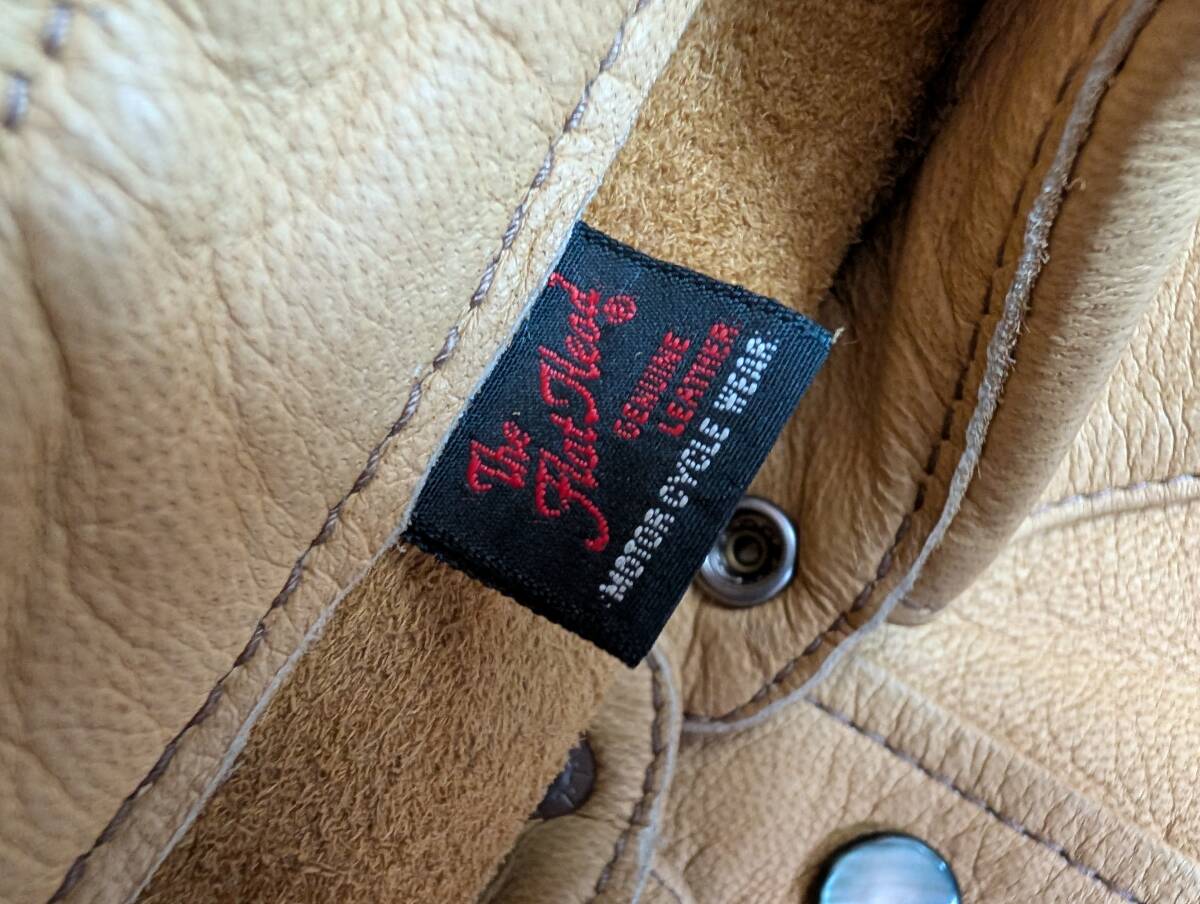 The
Flat Head®
GENUINE
LEATHER
MOTOR CYCLE WEAR